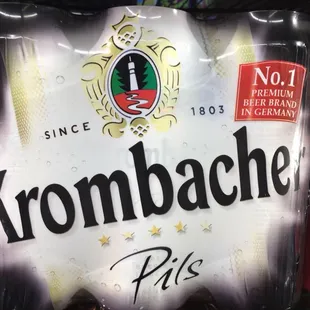 No.1
PREMIUM
BEER BRAND
IN GERMANY
SINCE 1803
Krombacher
Pils